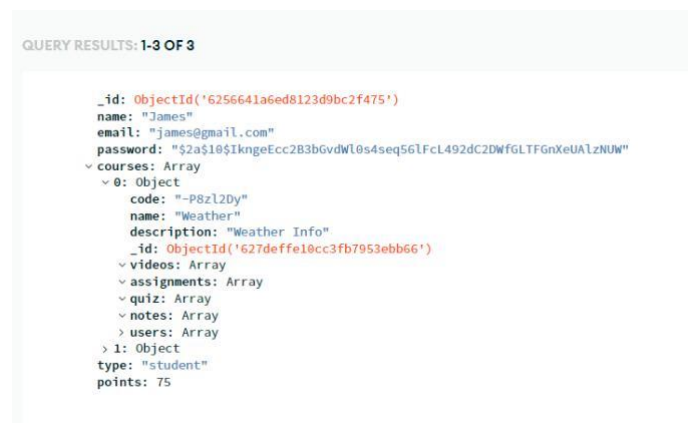 QUERY RESULTS: 1-3 OF 3
_id: ObjectId('6256641a6ed8123d9bc2f475')
name: "James"
email: "james@gmail.com"
password: "$2a$10$IkngeEcc2B3bGvdWl0s4seq56lFcL492dC2DWfGLTFGnXeUAlzNUW"
courses: Array
0: Object
code: "-P8zl2Dy"
name: "Weather"
description: "Weather Info"
_id: ObjectId('627deffe10cc3fb7953ebb66')
videos: Array
assignments: Array
quiz: Array
notes: Array
users: Array
1: Object
type: "student"
points: 75